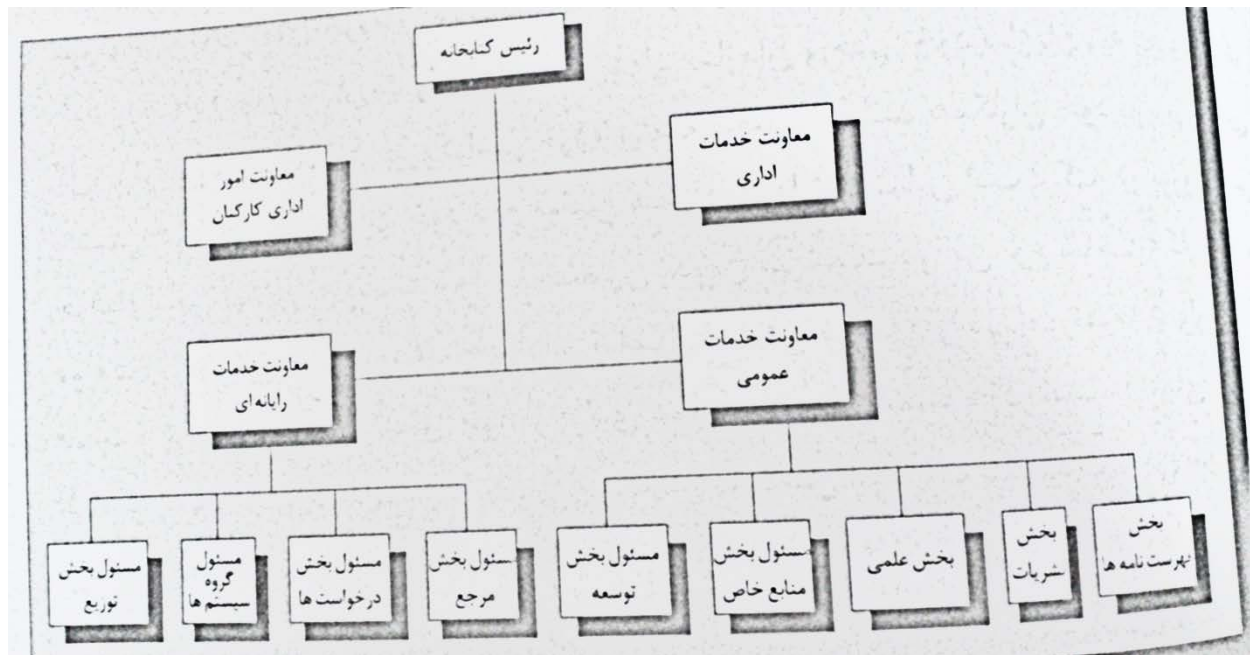 رئیس کتابخانه
معاونت خدمات
اداری
معاونت امور
اداری کارکنان
معاونت خدمات
عمومی
معاونت خدمات
رایانه ای
بخش
فهرست نامه ها
بخش
نشریات
بخش علمی
مسئول بخش
منابع خاص
مسئول بخش
توسعه
مسئول بخش
مرجع
مسئول بخش
درخواست ها
مسئول
گروه
سیستم ها
مسئول بخش
توزیع